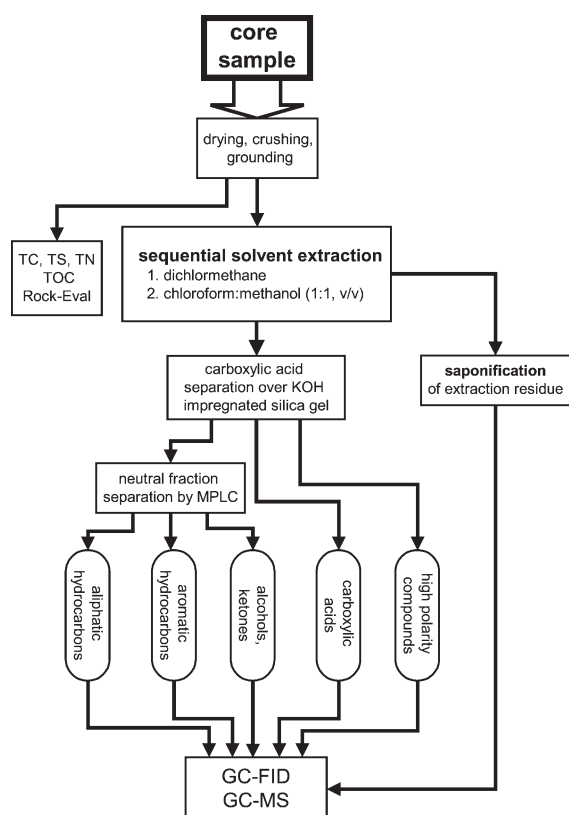 core
sample
drying, crushing,
grounding
TC, TS, TN
TOC
Rock-Eval
sequential solvent extraction
1. dichlormethane
2. chloroform:methanol (1:1, v/v)
carboxylic acid
separation over KOH
impregnated silica gel
saponification
of extraction residue
neutral fraction
separation by MPLC
aliphatic
hydrocarbons
aromatic
hydrocarbons
alcohols,
ketones
carboxylic
acids
high polarity
compounds
GC-FID
GC-MS